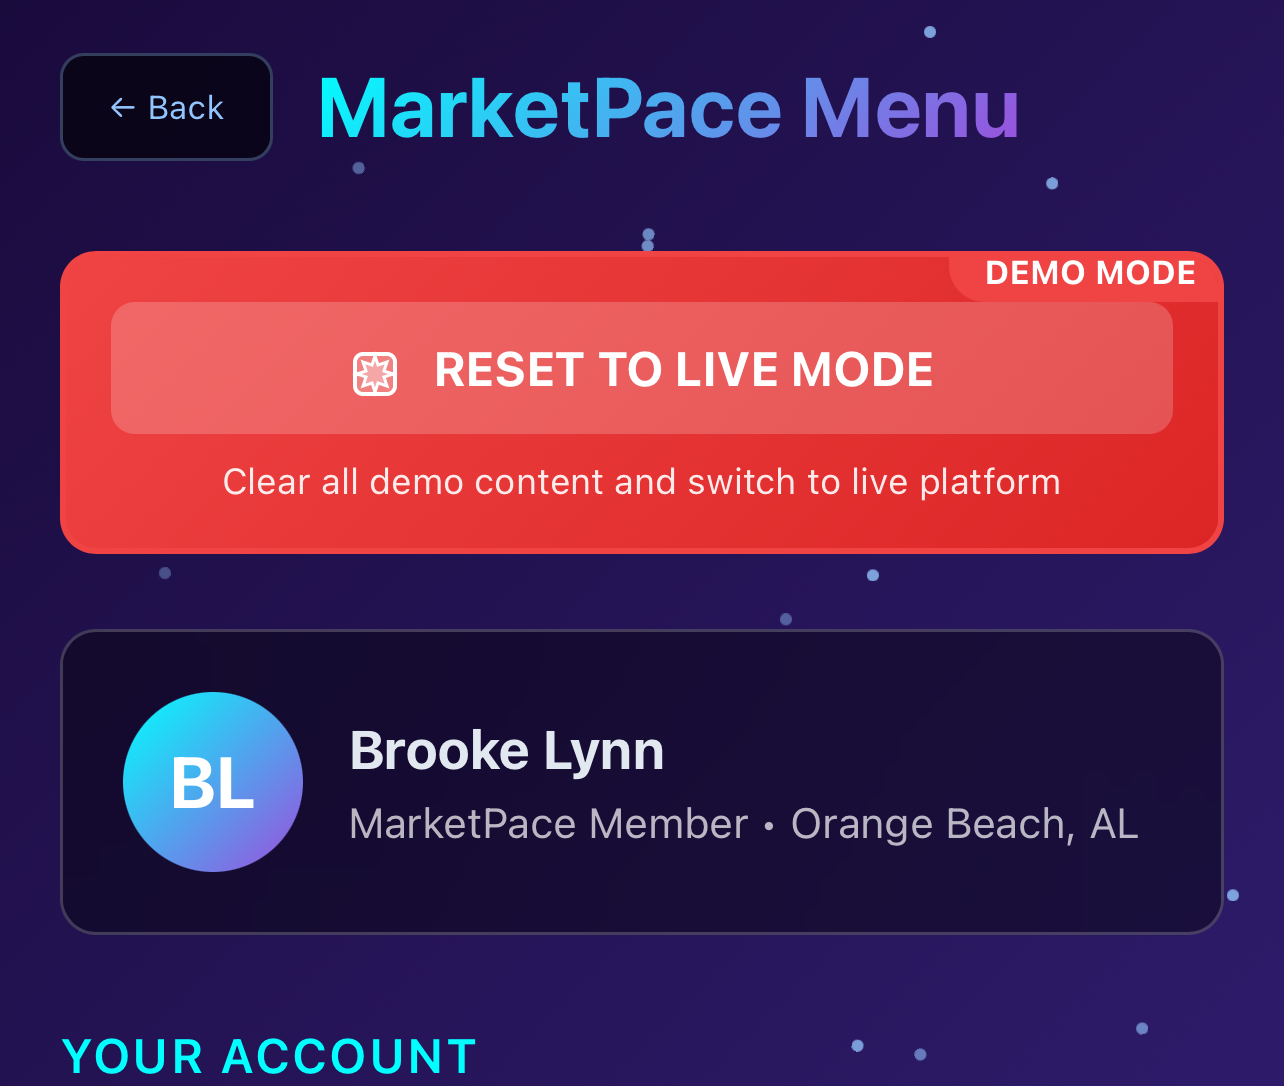 ← Back
MarketPace Menu
DEMO MODE
RESET TO LIVE MODE
Clear all demo content and switch to live platform
BL
Brooke Lynn
MarketPace Member • Orange Beach, AL
YOUR ACCOUNT